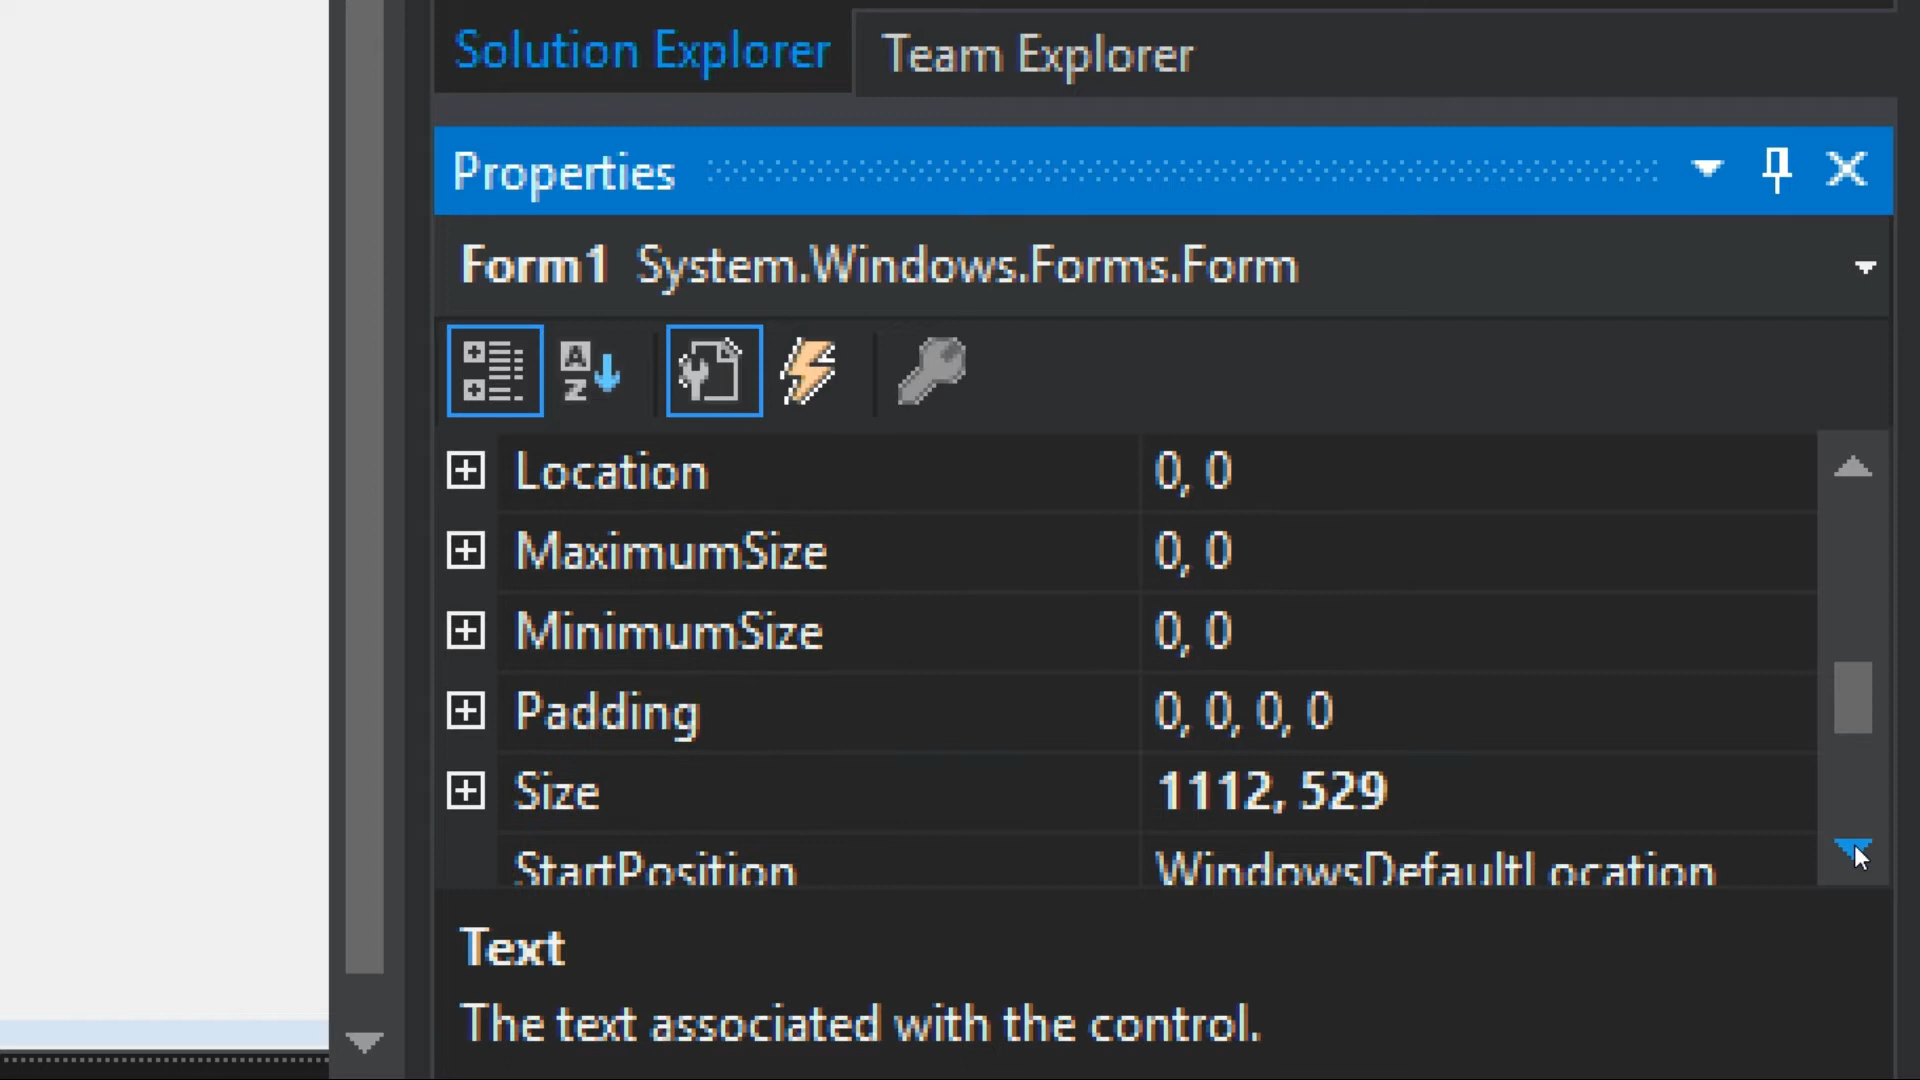 Solution Explorer Team Explorer
Properties
Form1 System.Windows.Forms.Form
Location 0, 0
MaximumSize 0, 0
MinimumSize 0, 0
Padding 0, 0, 0, 0
Size 1112, 529
StartPosition WindowsDefaultLocation
Text
The text associated with the control.